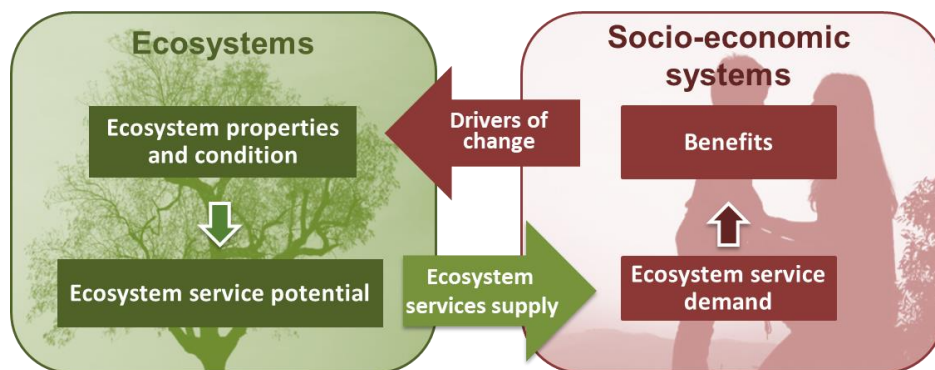 Ecosystems
Ecosystem properties
and condition
Ecosystem service potential
Drivers of
change
Ecosystem
services supply
Socio-economic
systems
Benefits
Ecosystem service
demand